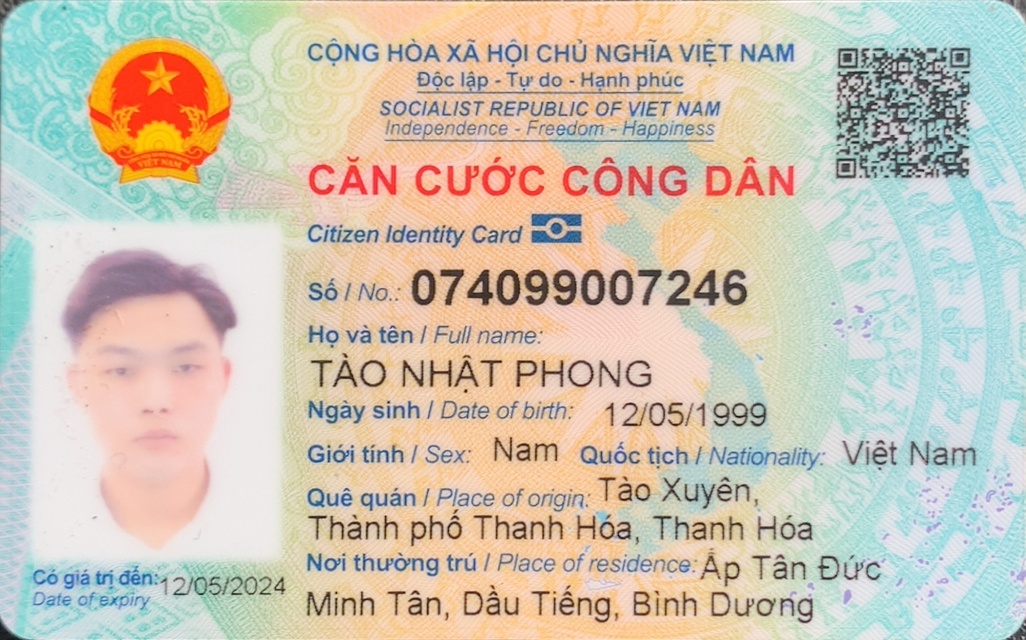 CỘNG HÒA XÃ HỘI CHỦ NGHĨA VIỆT NAM
Độc lập - Tự do - Hạnh phúc
SOCIALIST REPUBLIC OF VIET NAM
Independence - Freedom - Happiness
CĂN CƯỚC CÔNG DÂN
Citizen Identity Card
Số / No.: 074099007246
Họ và tên / Full name:
TÀO NHẬT PHONG
Ngày sinh / Date of birth: 12/05/1999
Giới tính / Sex: Nam Quốc tịch / Nationality: Việt Nam
Quê quán / Place of origin: Tào Xuyên,
Thành phố Thanh Hóa, Thanh Hóa
Nơi thường trú / Place of residence: Ấp Tân Đức
Minh Tân, Dầu Tiếng, Bình Dương
Có giá trị đến: 12/05/2024
Date of expiry
VIỆT NAM